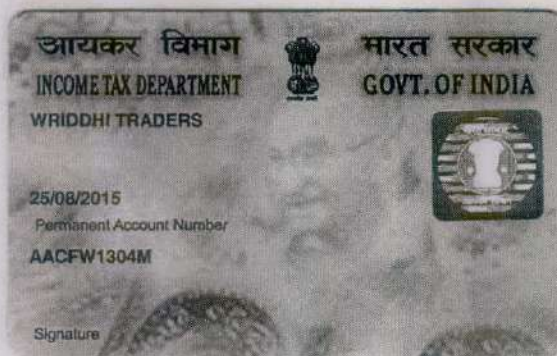 आयकर विभाग
INCOME TAX DEPARTMENT
भारत सरकार
GOVT. OF INDIA
WRIDDHI TRADERS
25/08/2015
Permanent Account Number
AACFW1304M
Signature